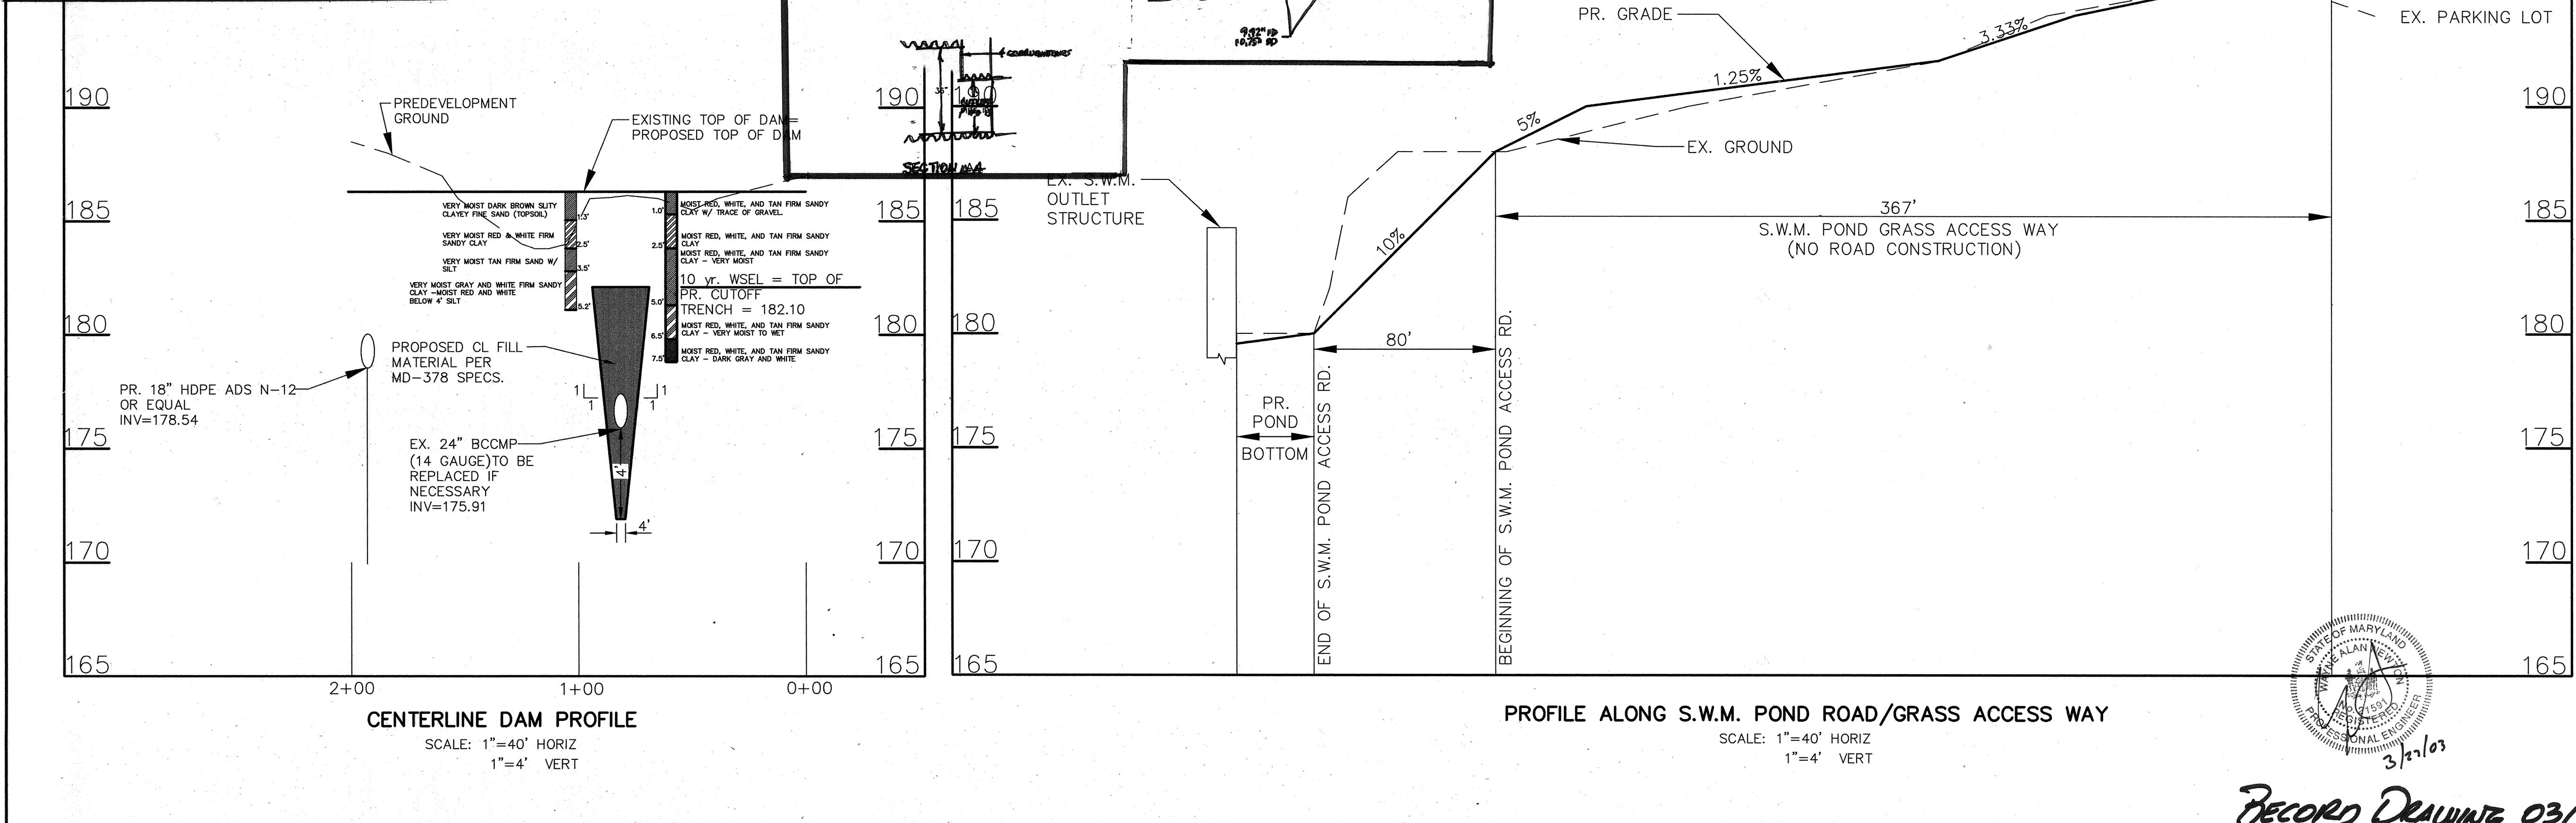 190
185
180
175
170
165
PREDEVELOPMENT
GROUND
EXISTING TOP OF DAM=
PROPOSED TOP OF DAM
VERY MOIST DARK BROWN SLITY
CLAYEY FINE SAND (TOPSOIL)
1.3'
VERY MOIST RED & WHITE FIRM
SANDY CLAY
2.5'
VERY MOIST TAN FIRM SAND W/
SILT
3.5'
VERY MOIST GRAY AND WHITE FIRM SANDY
CLAY -MOIST RED AND WHITE
BELOW 4' SILT
5.2'
MOIST RED, WHITE, AND TAN FIRM SANDY
CLAY W/ TRACE OF GRAVEL.
1.0'
MOIST RED, WHITE, AND TAN FIRM SANDY
CLAY
2.5'
MOIST RED, WHITE, AND TAN FIRM SANDY
CLAY - VERY MOIST
10 yr. WSEL = TOP OF
PR. CUTOFF
TRENCH = 182.10
5.0'
MOIST RED, WHITE, AND TAN FIRM SANDY
CLAY - VERY MOIST TO WET
6.5'
MOIST RED, WHITE, AND TAN FIRM SANDY
CLAY - DARK GRAY AND WHITE
7.5'
PROPOSED CL FILL
MATERIAL PER
MD-378 SPECS.
PR. 18" HDPE ADS N-12
OR EQUAL
INV=178.54
1
1
1
1
EX. 24" BCCMP
(14 GAUGE)TO BE
REPLACED IF
NECESSARY
INV=175.91
4'
4'
190
185
180
175
170
165
2+00
1+00
0+00
CENTERLINE DAM PROFILE
SCALE: 1"=40' HORIZ
1"=4' VERT
9.92" ID
10.75" OD
36"
SECTION A-A
190
185
180
175
170
165
EX. S.W.M.
OUTLET
STRUCTURE
PR. GRADE
3.33%
EX. PARKING LOT
1.25%
5%
EX. GROUND
10%
367'
S.W.M. POND GRASS ACCESS WAY
(NO ROAD CONSTRUCTION)
80'
PR.
POND
BOTTOM
END OF S.W.M. POND ACCESS RD.
BEGINNING OF S.W.M. POND ACCESS RD.
190
185
180
175
170
165
PROFILE ALONG S.W.M. POND ROAD/GRASS ACCESS WAY
SCALE: 1"=40' HORIZ
1"=4' VERT
STATE OF MARYLAND
WAYNE ALAN NEWTON
No. 21591
REGISTERED
PROFESSIONAL ENGINEER
3/27/03
RECORD DRAWING 03/